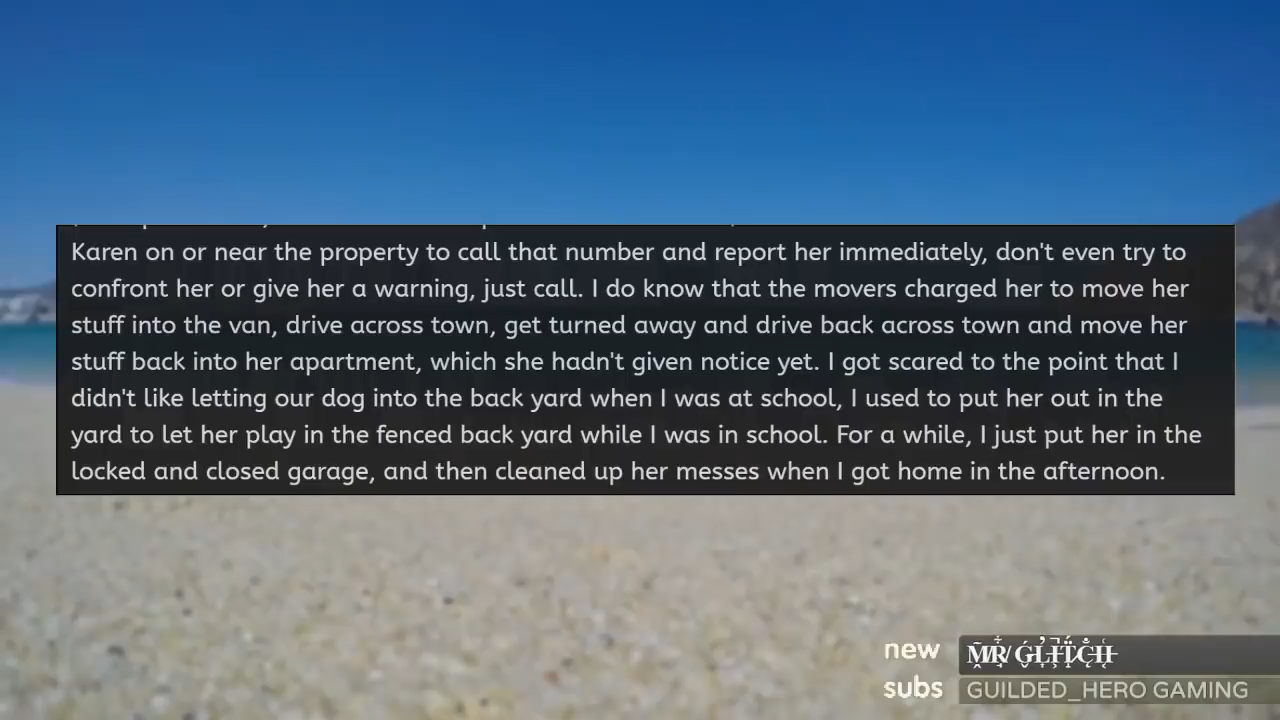 Karen on or near the property to call that number and report her immediately, don't even try to
confront her or give her a warning, just call. I do know that the movers charged her to move her
stuff into the van, drive across town, get turned away and drive back across town and move her
stuff back into her apartment, which she hadn't given notice yet. I got scared to the point that I
didn't like letting our dog into the back yard when I was at school, I used to put her out in the
yard to let her play in the fenced back yard while I was in school. For a while, I just put her in the
locked and closed garage, and then cleaned up her messes when I got home in the afternoon.
new
subs
GUILDED_HERO GAMING